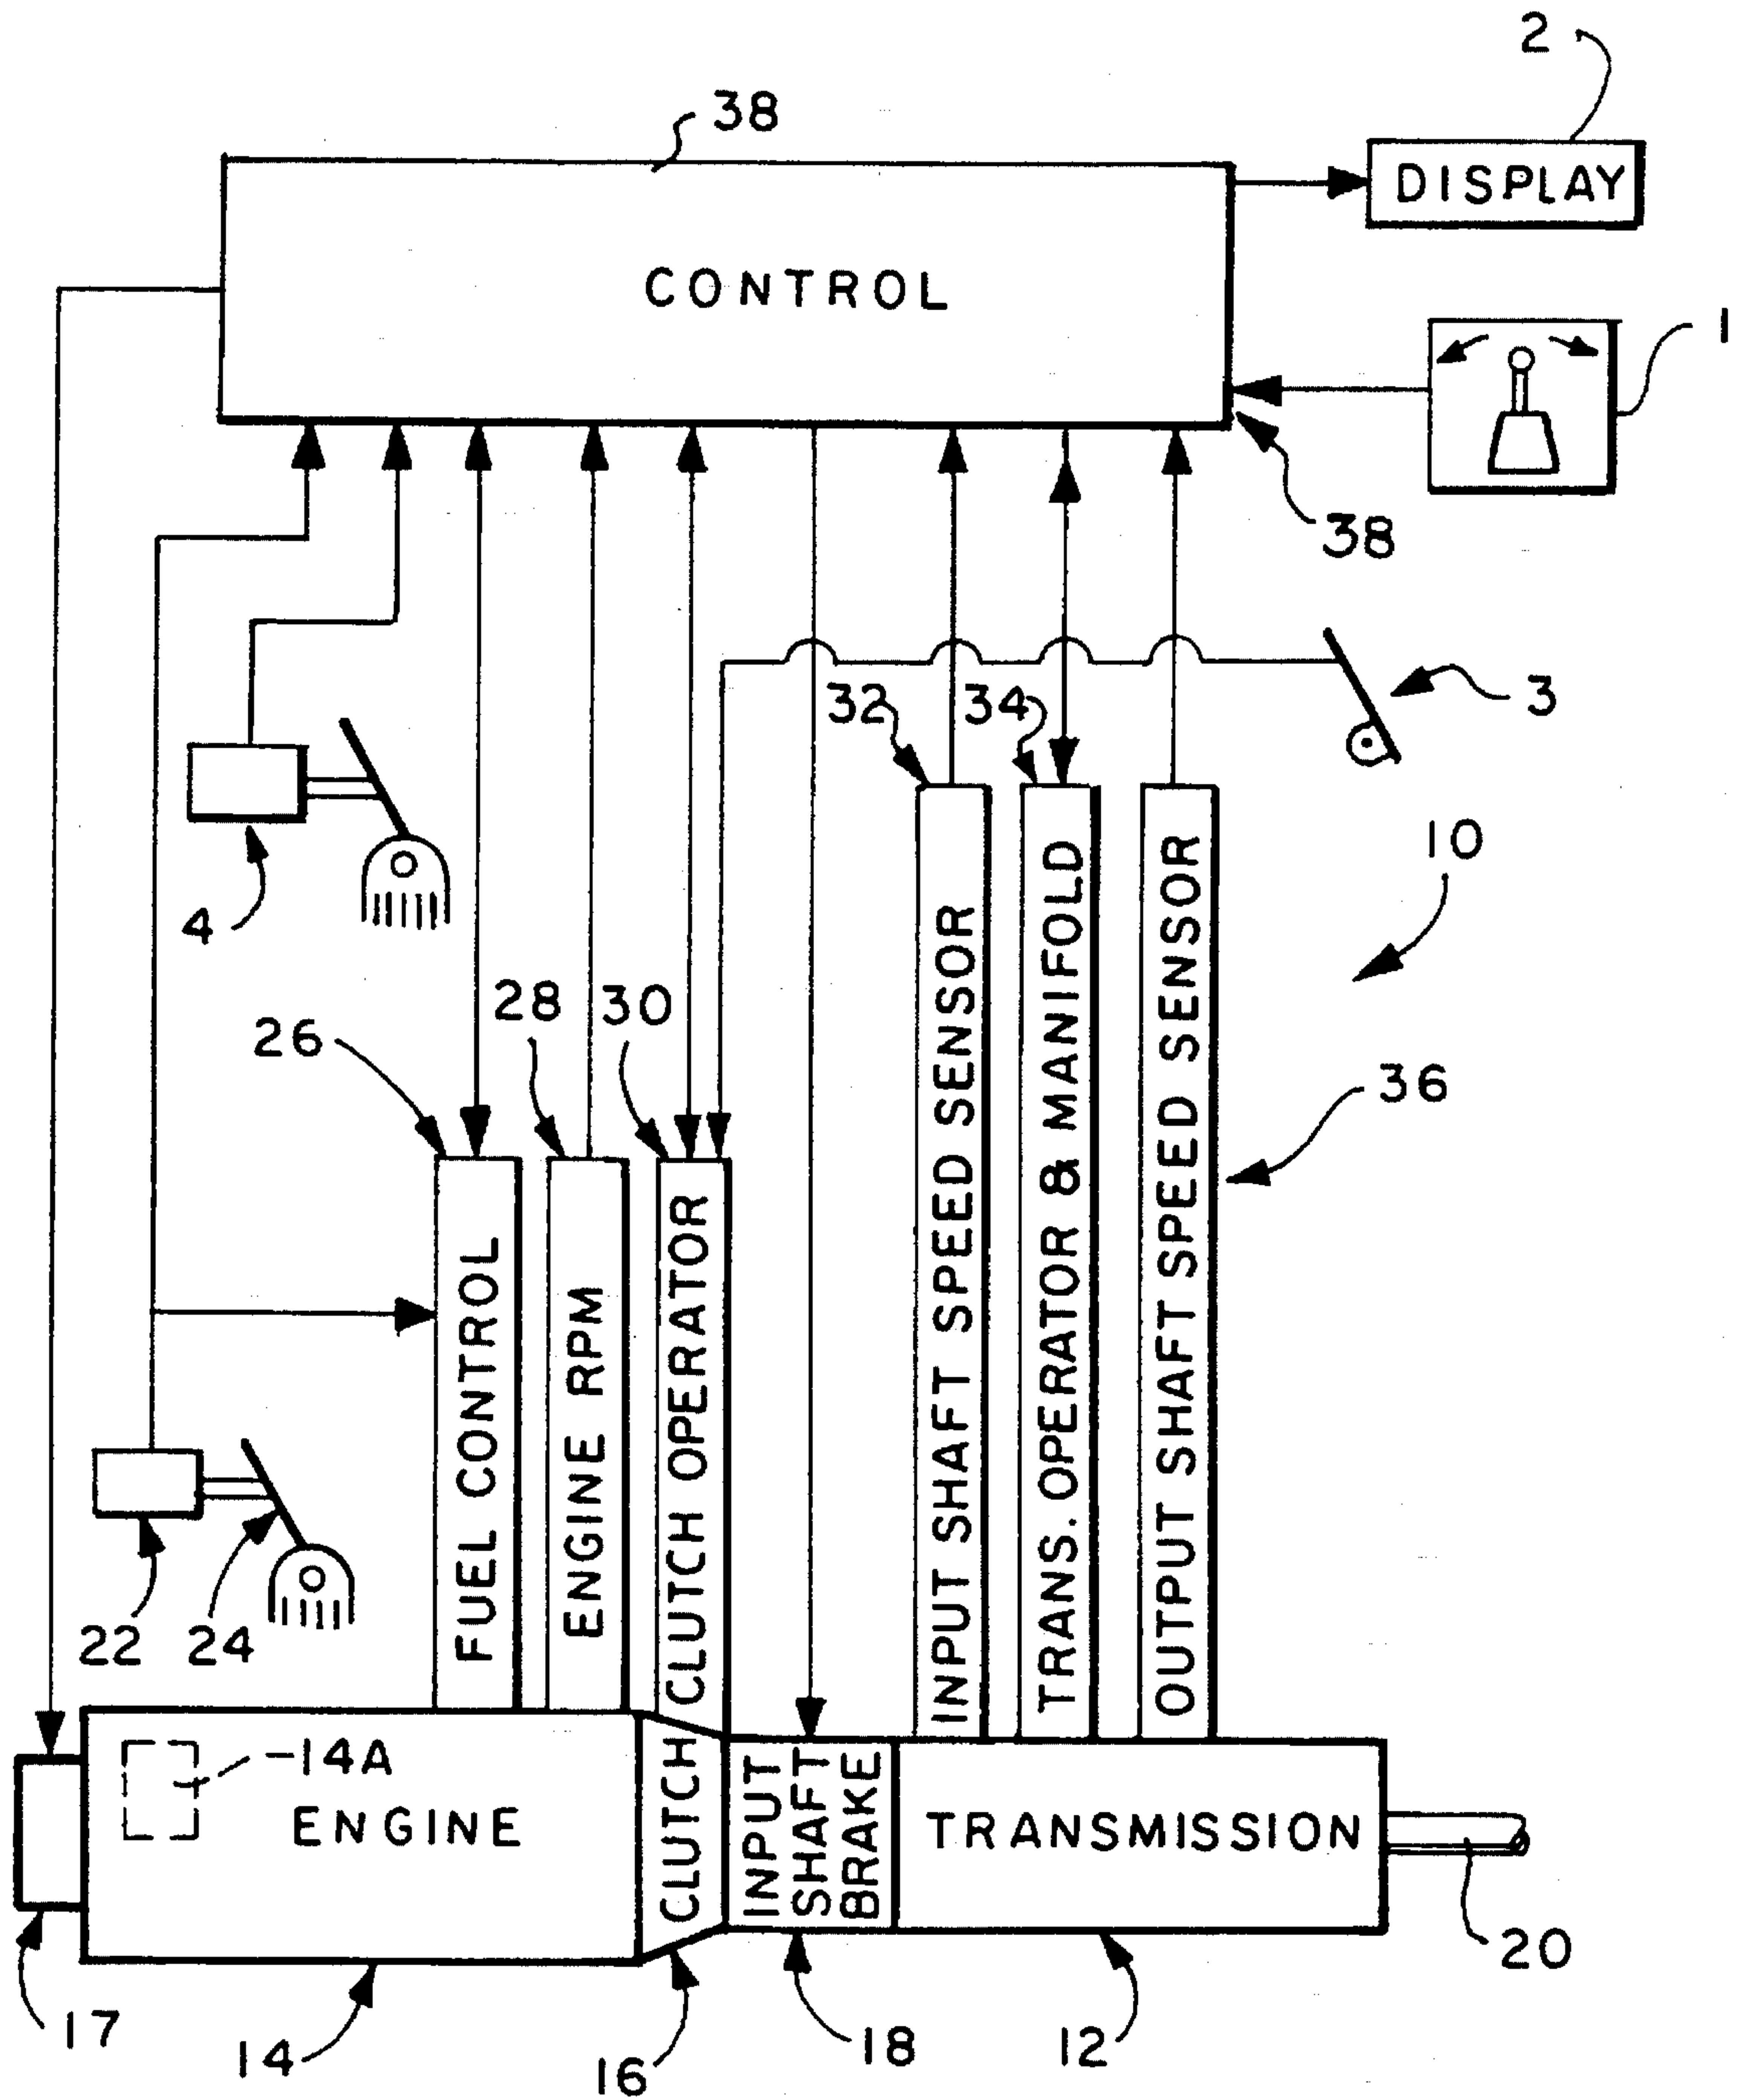 2
38
DISPLAY
CONTROL
1
38
3
32
34
4
10
28
30
26
36
FUEL CONTROL
ENGINE RPM
CLUTCH OPERATOR
INPUT SHAFT SPEED SENSOR
TRANS. OPERATOR & MANIFOLD
OUTPUT SHAFT SPEED SENSOR
22
24
14A
ENGINE
CLUTCH
INPUT
SHAFT
BRAKE
TRANSMISSION
20
17
14
16
18
12